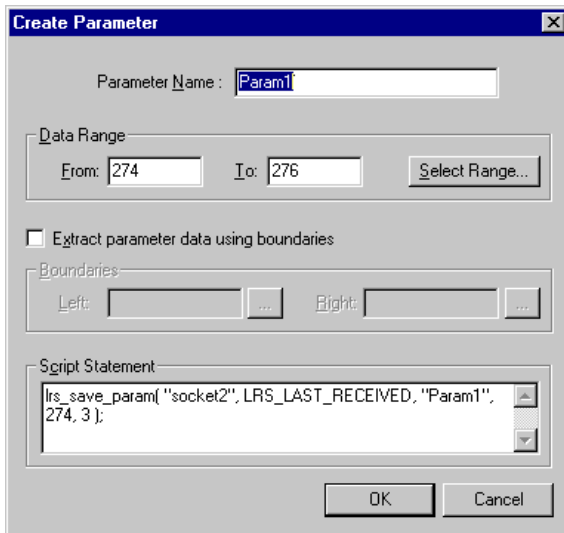 Create Parameter
Parameter Name : Param1
Data Range
From: 274 To: 276 Select Range...
Extract parameter data using boundaries
Boundaries
Left: ... Right: ...
Script Statement
lrs_save_param( "socket2", LRS_LAST_RECEIVED, "Param1",
274, 3 );
OK Cancel